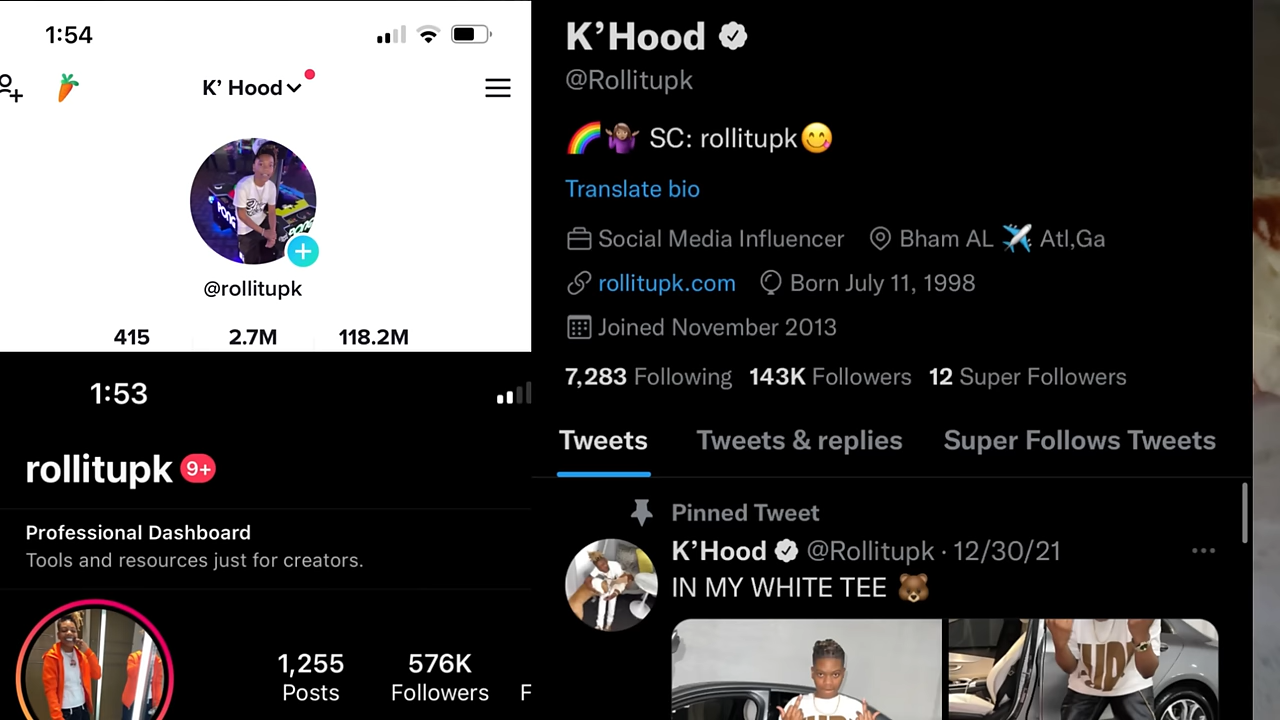 1:54
K’ Hood
@rollitupk
415 2.7M 118.2M
1:53
rollitupk 9+
Professional Dashboard
Tools and resources just for creators.
1,255 576K
Posts Followers F
K’Hood
@Rollitupk
🌈🤷🏽‍♀️ SC: rollitupk😋
Translate bio
Social Media Influencer Bham AL ✈️ Atl,Ga
rollitupk.com Born July 11, 1998
Joined November 2013
7,283 Following 143K Followers 12 Super Followers
Tweets Tweets & replies Super Follows Tweets
Pinned Tweet
K’Hood @Rollitupk · 12/30/21
IN MY WHITE TEE 🐻